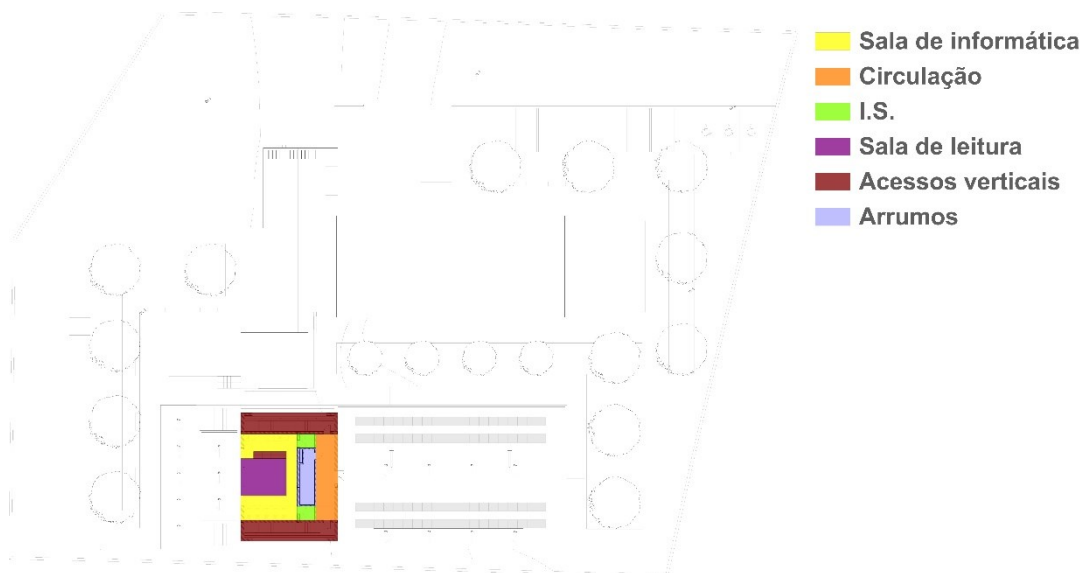 Sala de informática
Circulação
I.S.
Sala de leitura
Acessos verticais
Arrumos